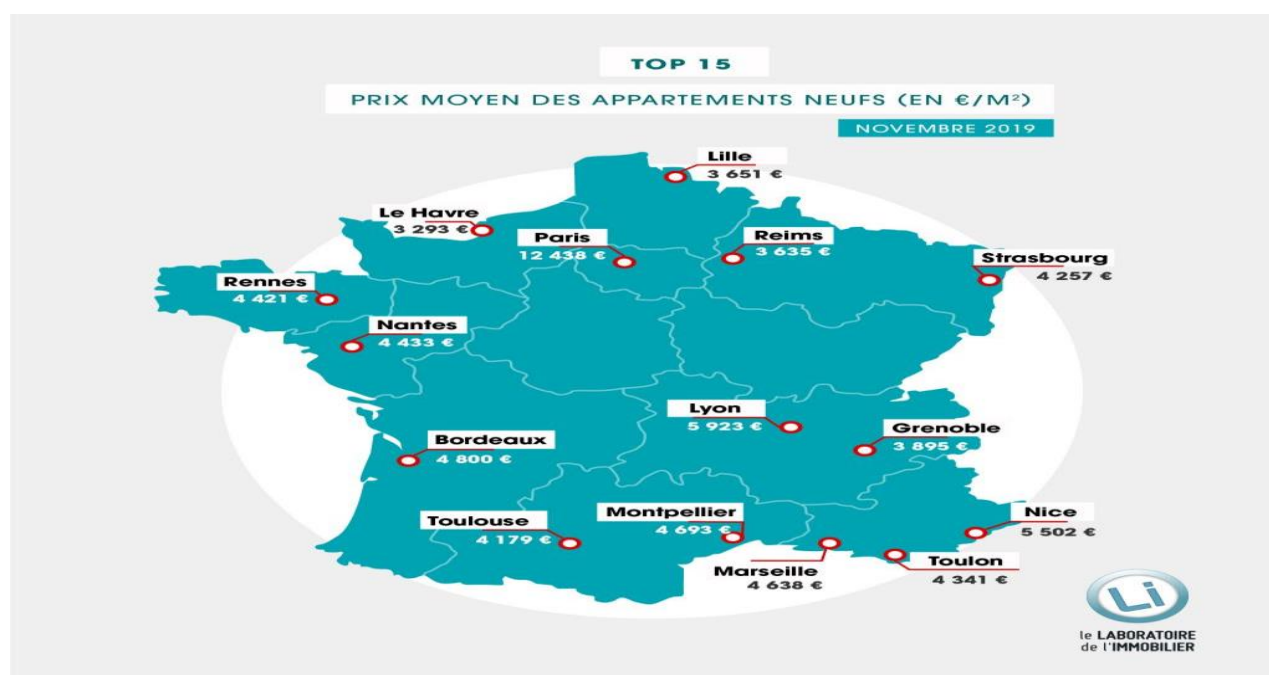 TOP 15
PRIX MOYEN DES APPARTEMENTS NEUFS (EN €/M²)
NOVEMBRE 2019
Lille
3 651 €
Le Havre
3 293 €
Paris
12 438 €
Reims
3 635 €
Strasbourg
4 257 €
Rennes
4 421 €
Nantes
4 433 €
Lyon
5 923 €
Grenoble
3 895 €
Bordeaux
4 800 €
Toulouse
4 179 €
Montpellier
4 693 €
Marseille
4 638 €
Nice
5 502 €
Toulon
4 341 €
Li
le LABORATOIRE
de l'IMMOBILIER